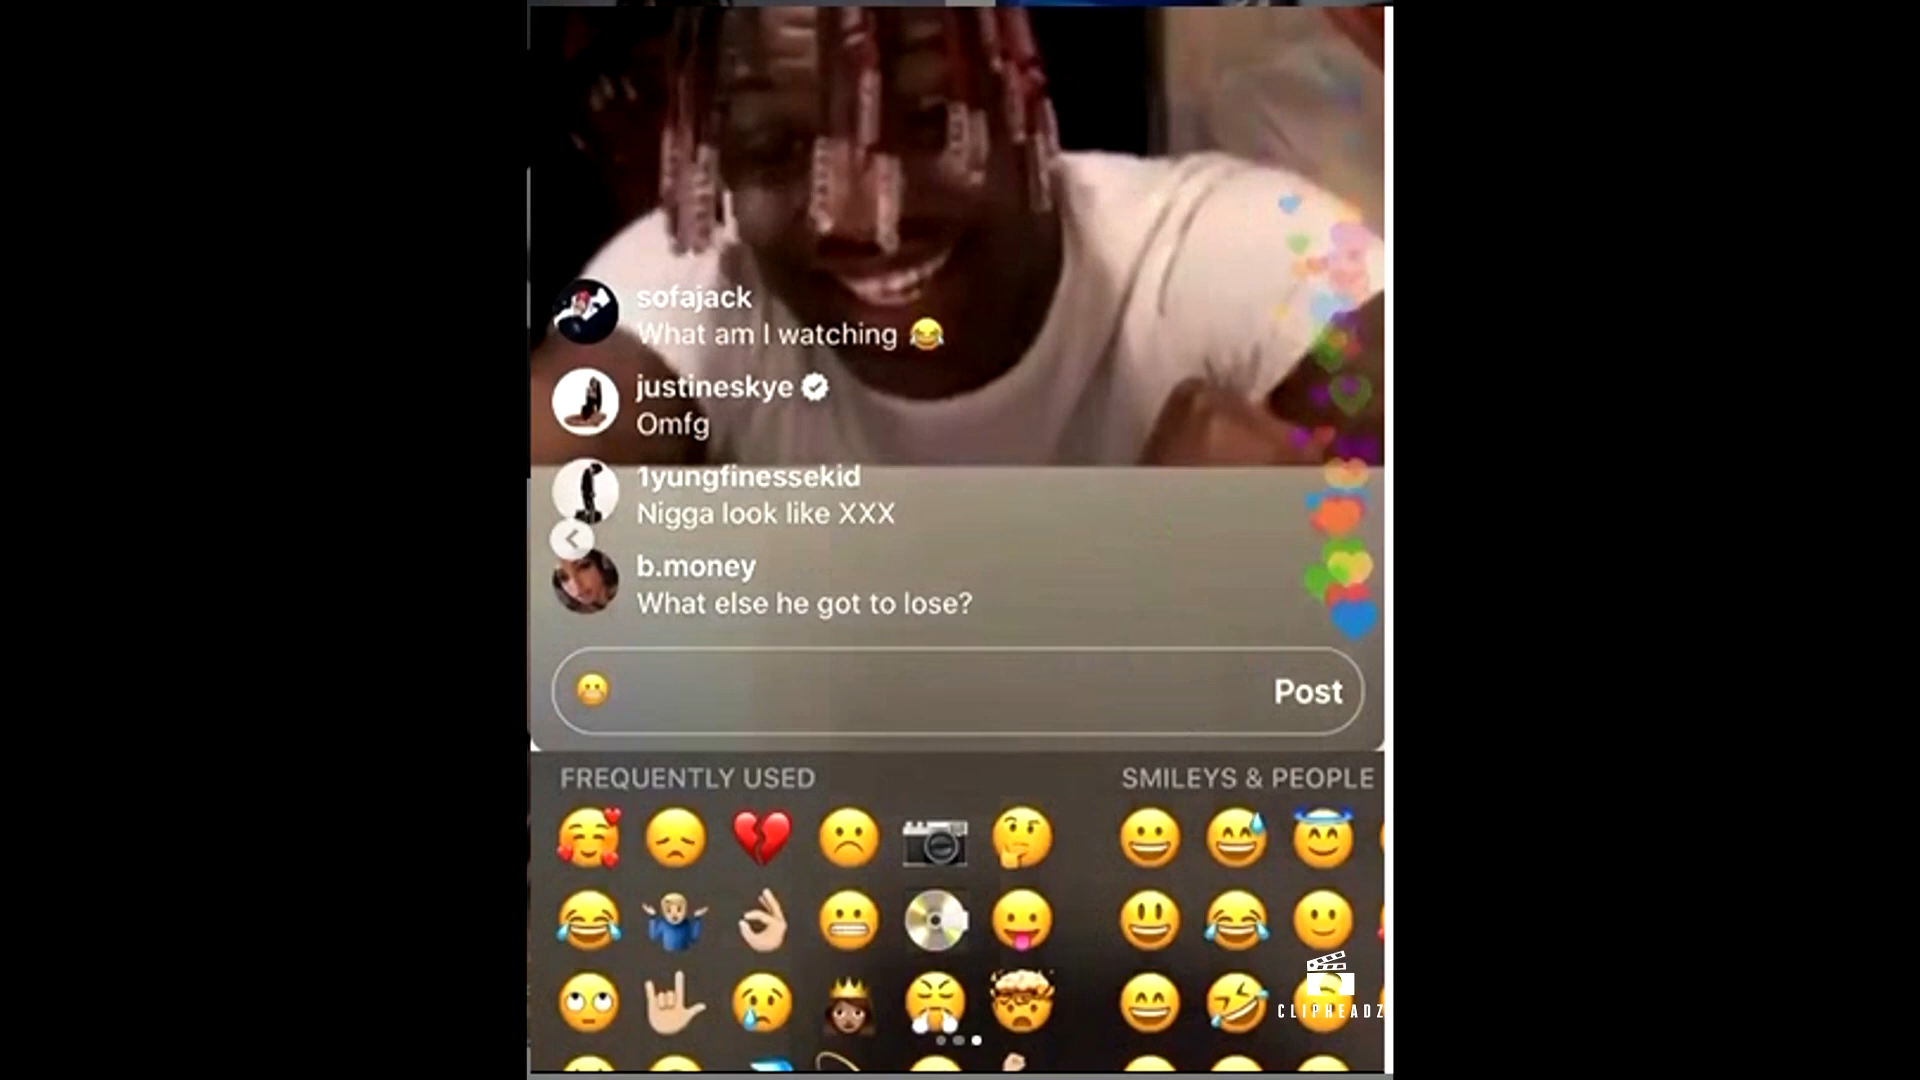 sofajack
What am I watching 😂
justineskye
Omfg
1yungfinessekid
Nigga look like XXX
b.money
What else he got to lose?
😬
Post
FREQUENTLY USED
SMILEYS & PEOPLE
CLIPHEADZ